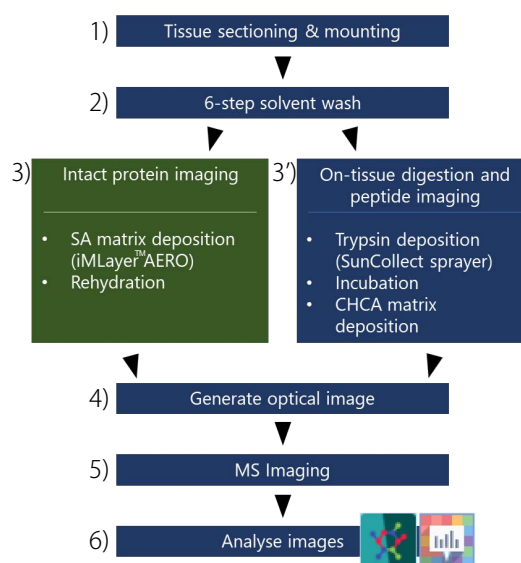 1) Tissue sectioning & mounting
2) 6-step solvent wash
3) Intact protein imaging
• SA matrix deposition
(iMLayer™AERO)
• Rehydration
3') On-tissue digestion and
peptide imaging
• Trypsin deposition
(SunCollect sprayer)
• Incubation
• CHCA matrix
deposition
4) Generate optical image
5) MS Imaging
6) Analyse images